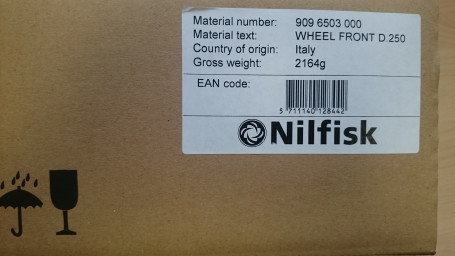 Material number: 909 6503 000
Material text: WHEEL FRONT D.250
Country of origin: Italy
Gross weight: 2164g
EAN code:
5 711140 128442
Nilfisk